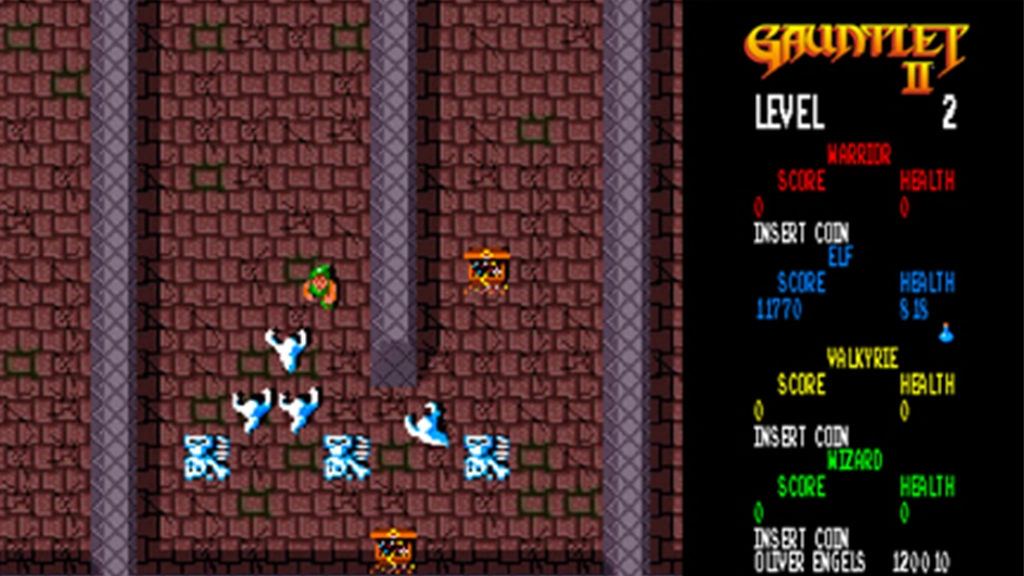 GAUNTLET
II
LEVEL 2
WARRIOR
SCORE HEALTH
0 0
INSERT COIN
ELF
SCORE HEALTH
11770 818
VALKYRIE
SCORE HEALTH
0 0
INSERT COIN
WIZARD
SCORE HEALTH
0 0
INSERT COIN
OLIVER ENGELS 120010